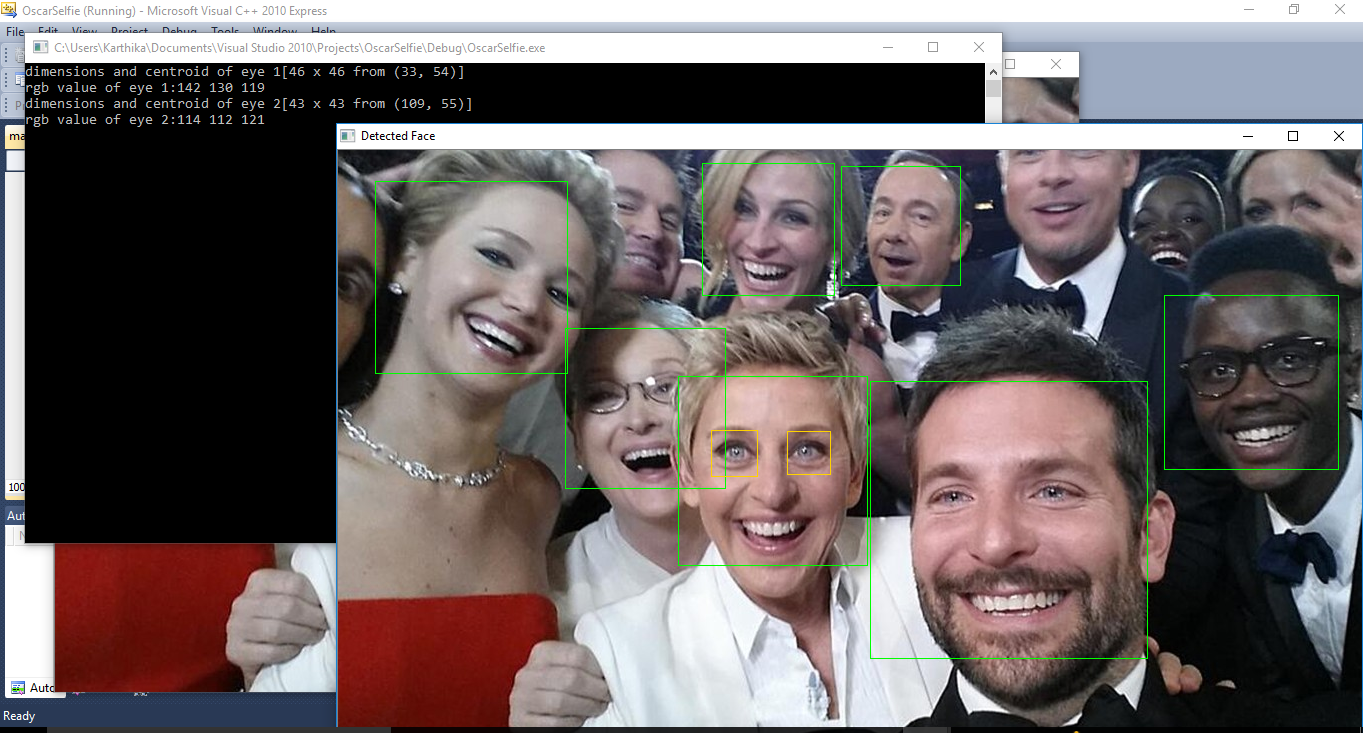 OscarSelfie (Running) - Microsoft Visual C++ 2010 Express
File Edit View Project Debug Tools Window Help
C:\Users\Karthika\Documents\Visual Studio 2010\Projects\OscarSelfie\Debug\OscarSelfie.exe
dimensions and centroid of eye 1[46 x 46 from (33, 54)]
rgb value of eye 1:142 130 119
dimensions and centroid of eye 2[43 x 43 from (109, 55)]
rgb value of eye 2:114 112 121
Detected Face
ma
100
Aut
Auto
Ready